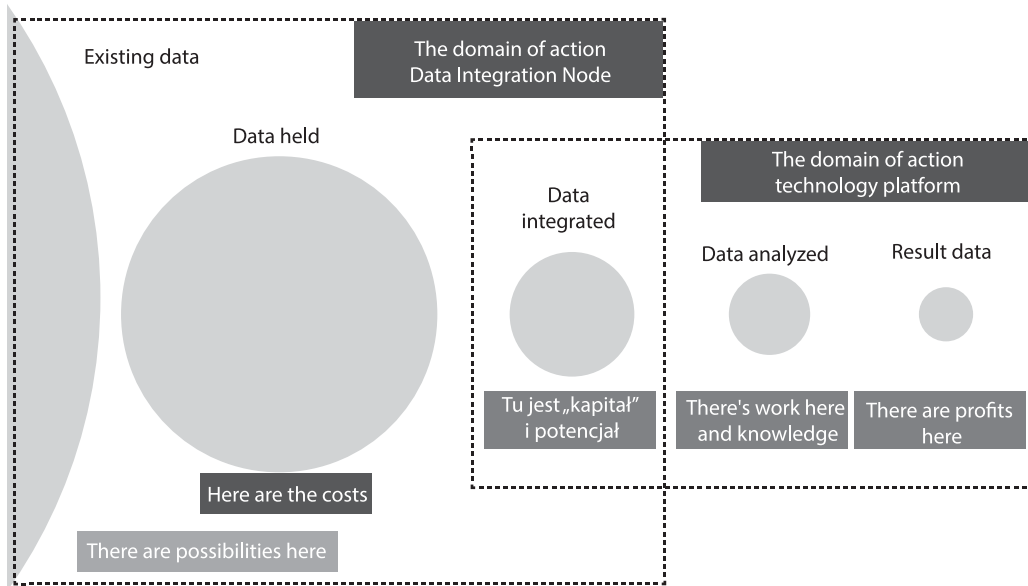 Existing data
The domain of action
Data Integration Node
Data held
The domain of action
technology platform
Data
integrated
Data analyzed
Result data
Tu jest „kapitał”
i potencjał
There's work here
and knowledge
There are profits
here
Here are the costs
There are possibilities here